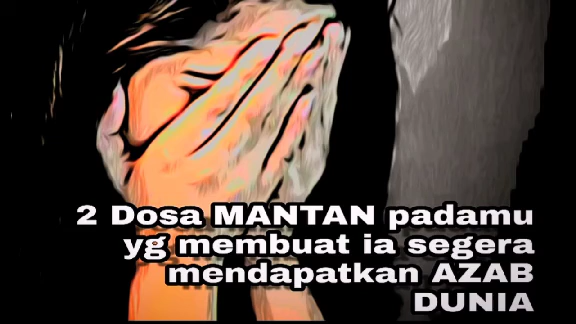 2 Dosa MANTAN padamu
yg membuat ia segera
mendapatkan AZAB
DUNIA